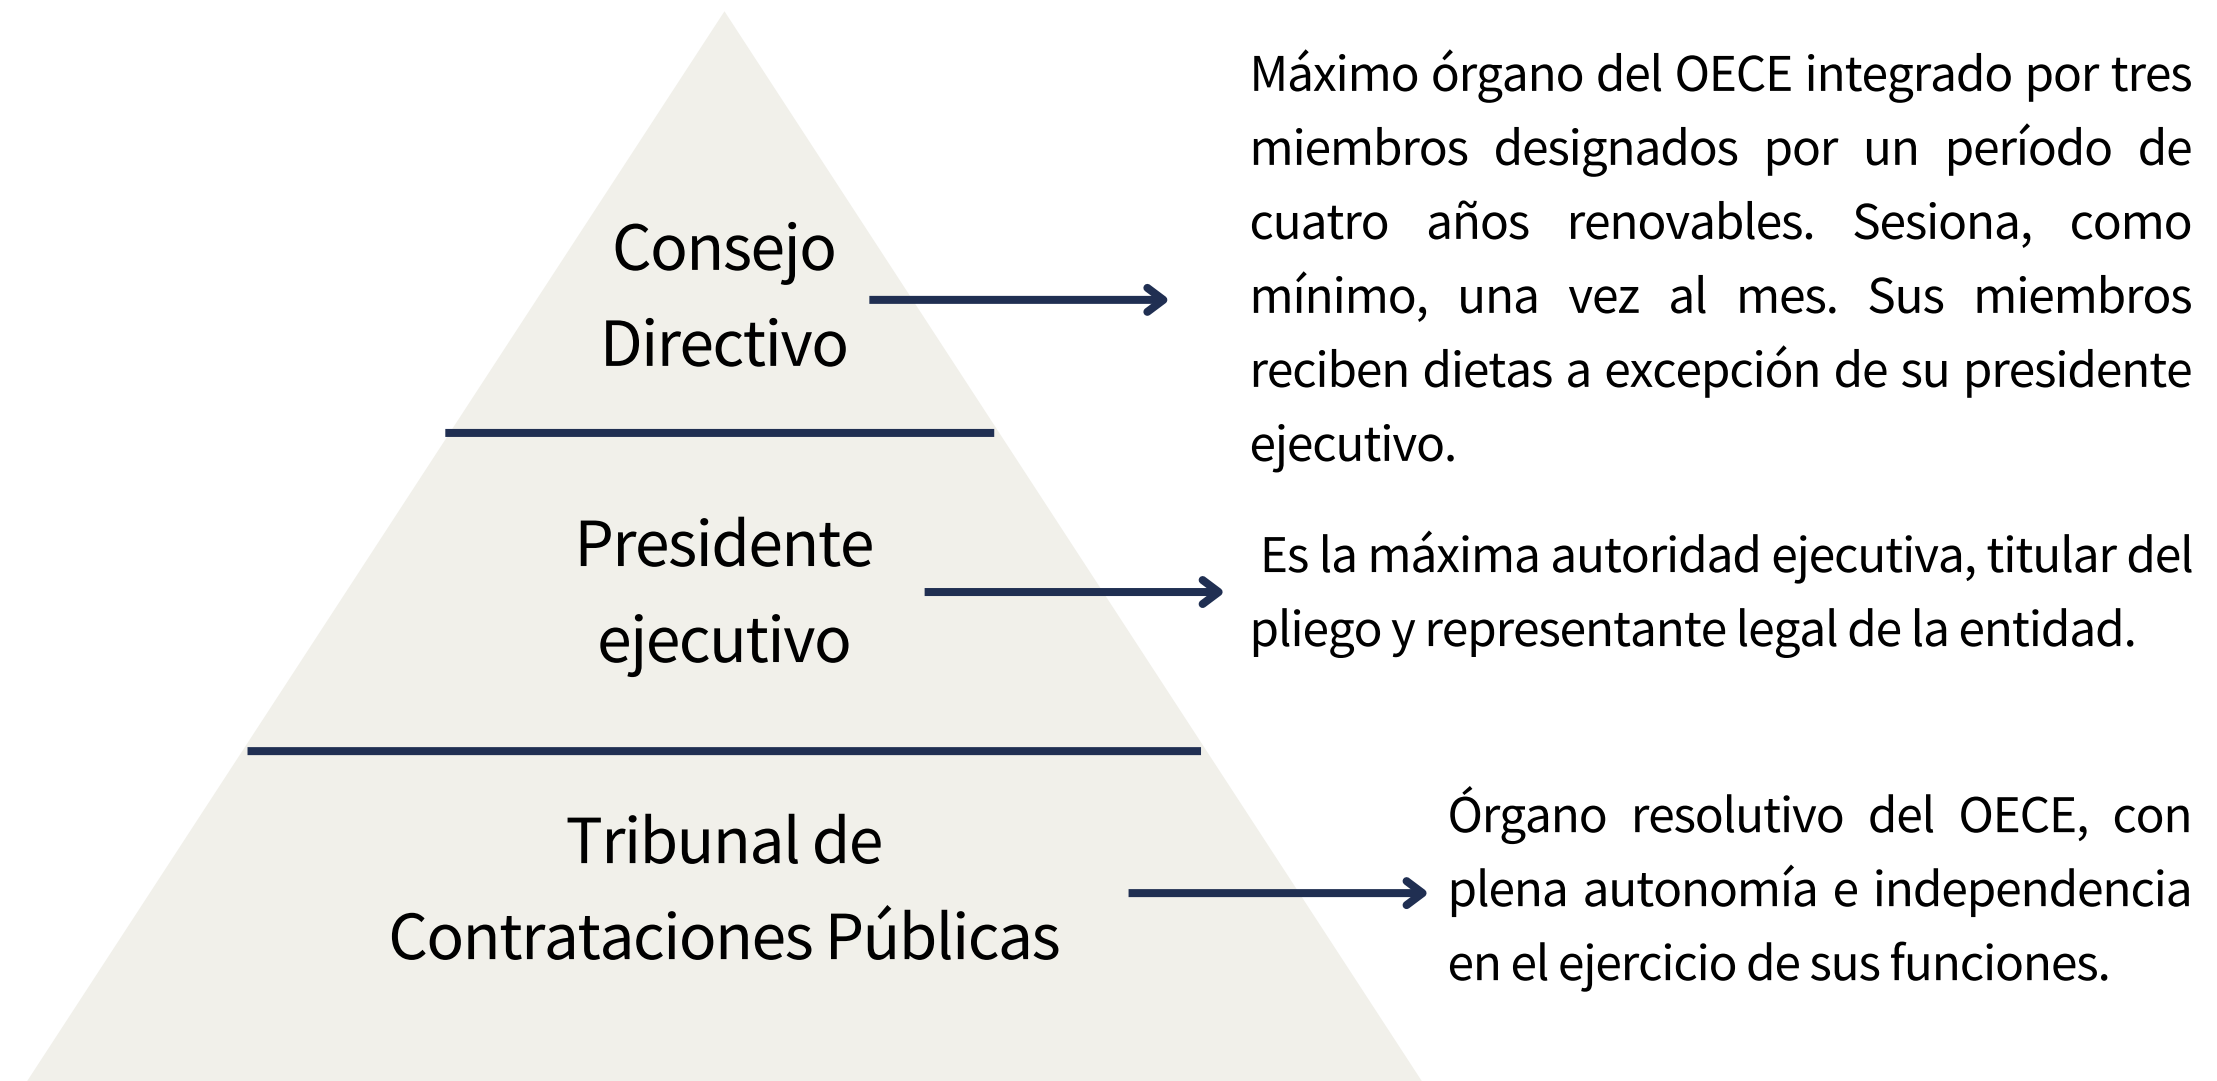 Consejo
Directivo
Máximo órgano del OECE integrado por tres
miembros designados por un período de
cuatro años renovables. Sesiona, como
mínimo, una vez al mes. Sus miembros
reciben dietas a excepción de su presidente
ejecutivo.
Presidente
ejecutivo
Es la máxima autoridad ejecutiva, titular del
pliego y representante legal de la entidad.
Tribunal de
Contrataciones Públicas
Órgano resolutivo del OECE, con
plena autonomía e independencia
en el ejercicio de sus funciones.